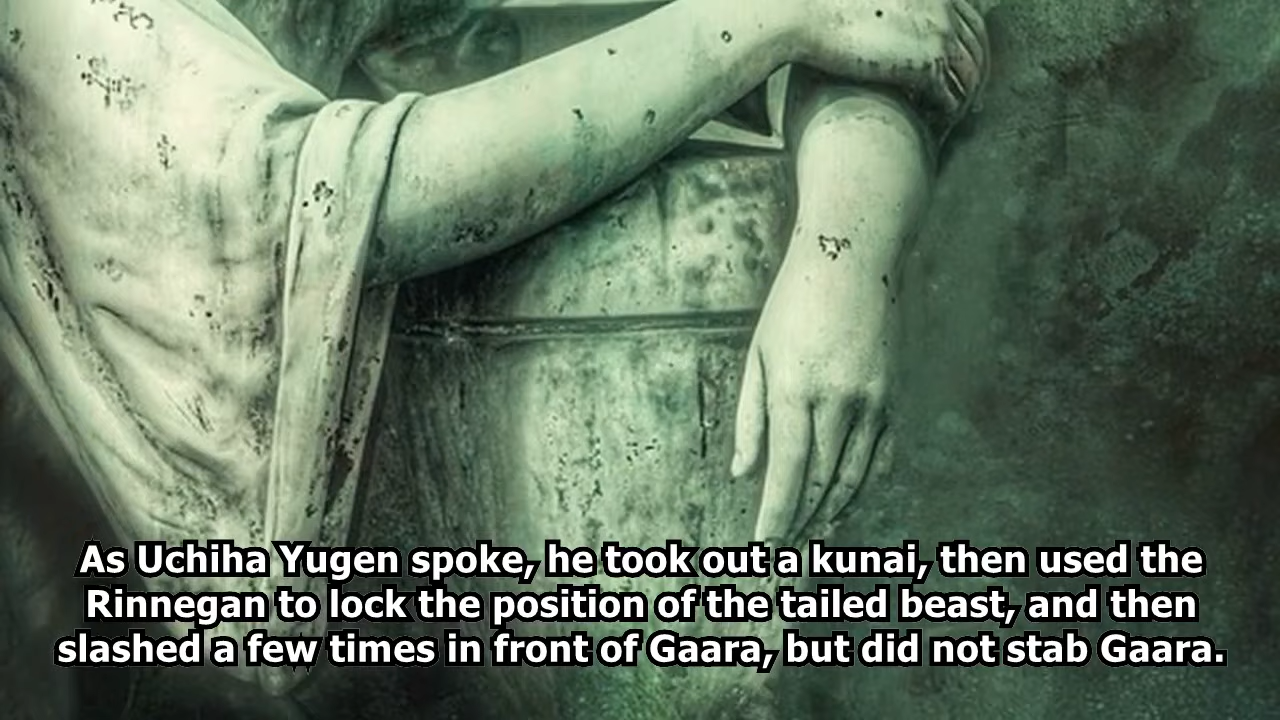 As Uchiha Yugen spoke, he took out a kunai, then used the
Rinnegan to lock the position of the tailed beast, and then
slashed a few times in front of Gaara, but did not stab Gaara.